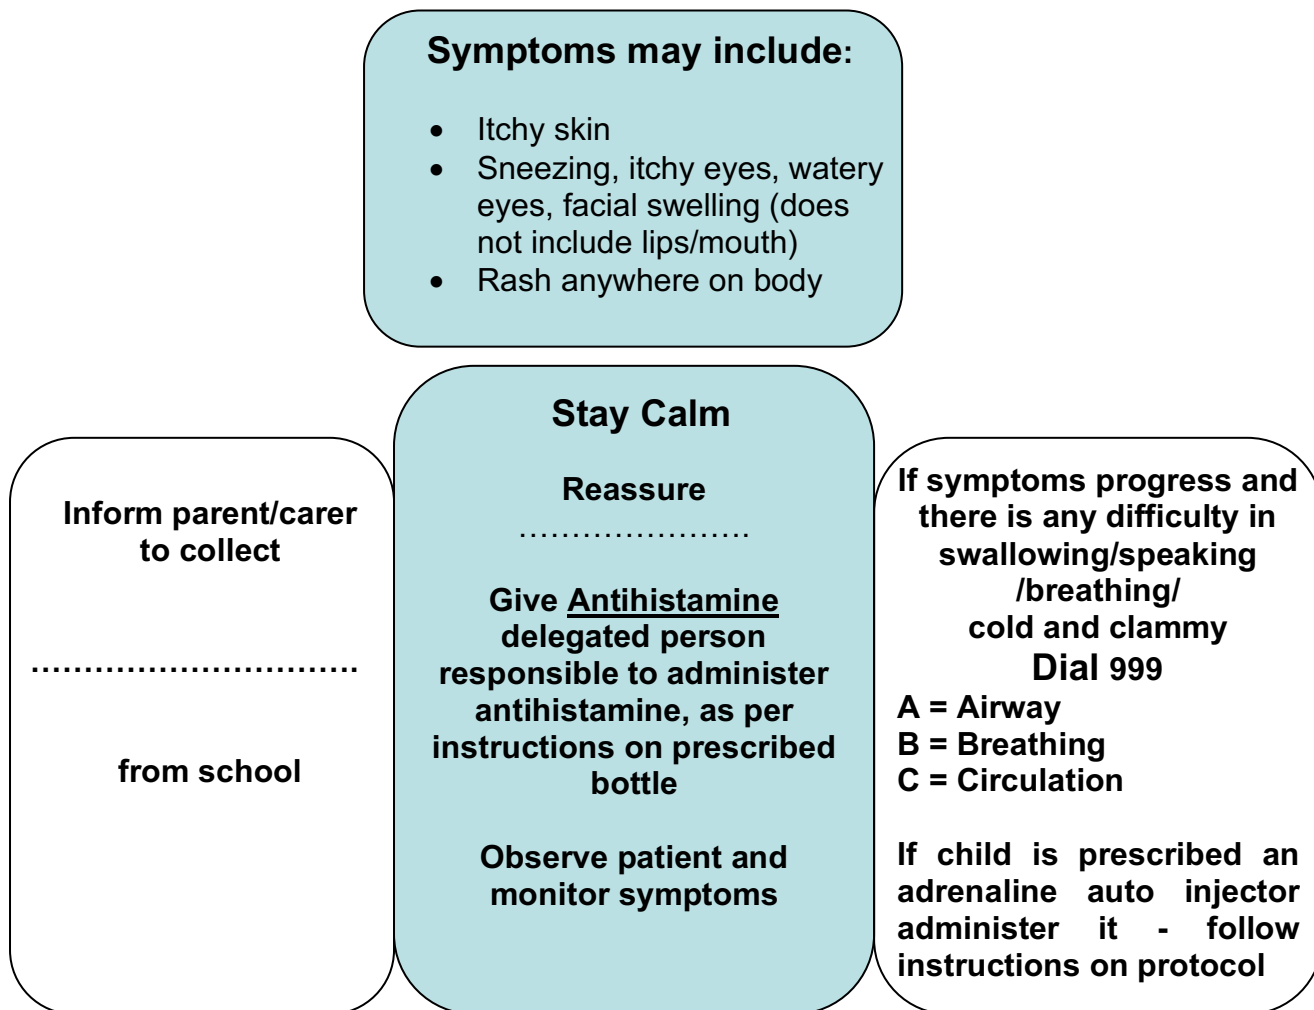 Symptoms may include:
• Itchy skin
• Sneezing, itchy eyes, watery
eyes, facial swelling (does
not include lips/mouth)
• Rash anywhere on body
Inform parent/carer
to collect
…………………………….
from school
Stay Calm
Reassure
…………………….
Give Antihistamine
delegated person
responsible to administer
antihistamine, as per
instructions on prescribed
bottle
Observe patient and
monitor symptoms
If symptoms progress and
there is any difficulty in
swallowing/speaking
/breathing/
cold and clammy
Dial 999
A = Airway
B = Breathing
C = Circulation
If child is prescribed an
adrenaline auto injector
administer it - follow
instructions on protocol